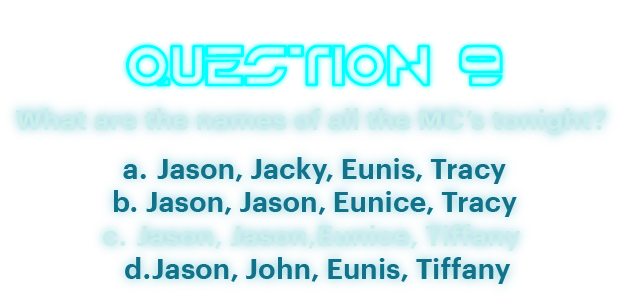 QUESTION 9
What are the names of all the MC's tonight?
a. Jason, Jacky, Eunis, Tracy
b. Jason, Jason, Eunice, Tracy
c. Jason, Jason,Eunice, Tiffany
d.Jason, John, Eunis, Tiffany